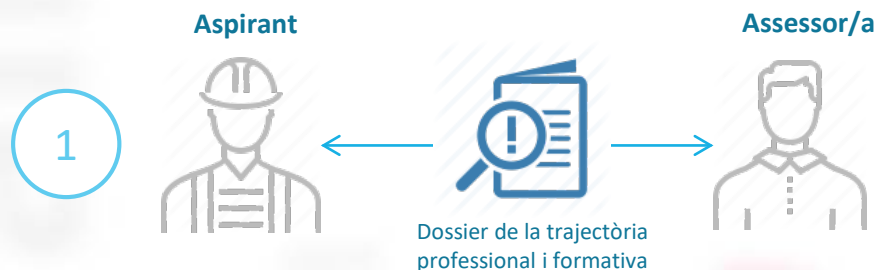 Aspirant
Assessor/a
1
Dossier de la trajectòria
professional i formativa